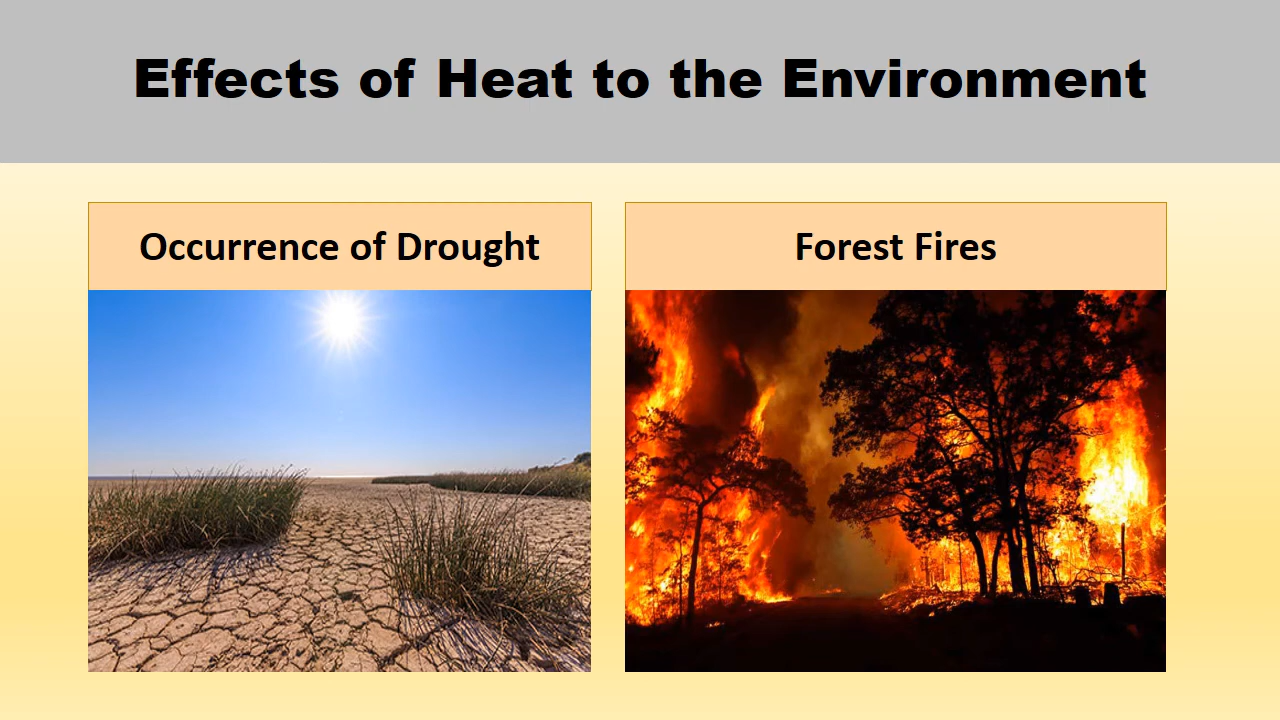 Effects of Heat to the Environment
Occurrence of Drought
Forest Fires